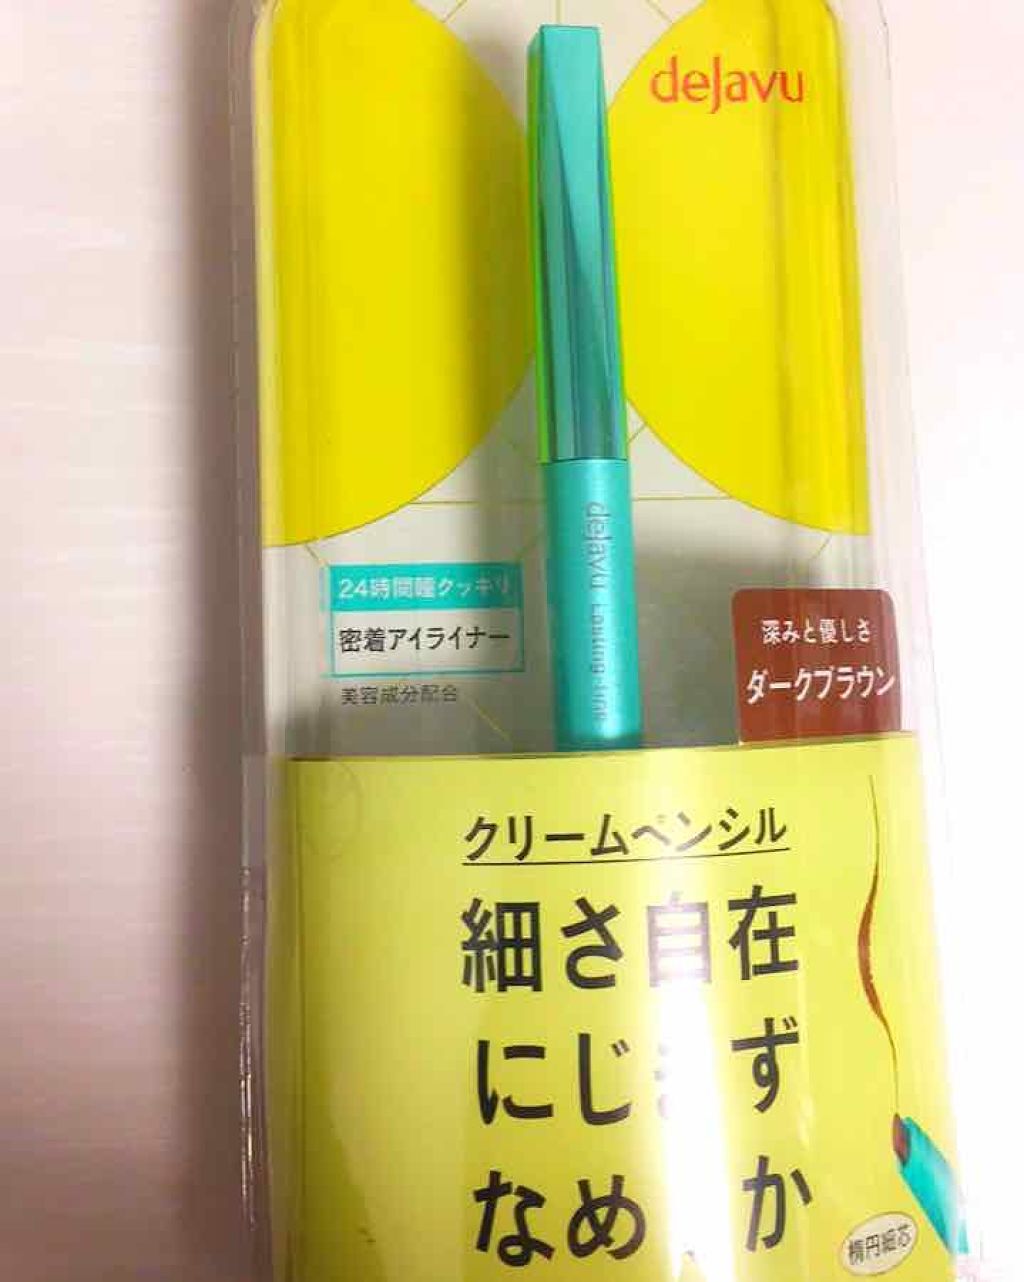 deJavu
deJavu
24時間瞳クッキリ
密着アイライナー
美容成分配合
深みと優しさ
ダークブラウン
クリームペンシル
細さ自在
にじまず
なめ か
楕円細芯